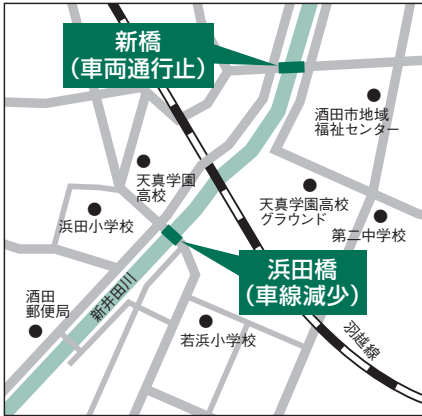 新橋
（車両通行止）
酒田市地域
福祉センター
天真学園
高校
天真学園高校
グラウンド
浜田小学校
第二中学校
浜田橋
（車線減少）
新井田川
酒田
郵便局
若浜小学校
羽越線